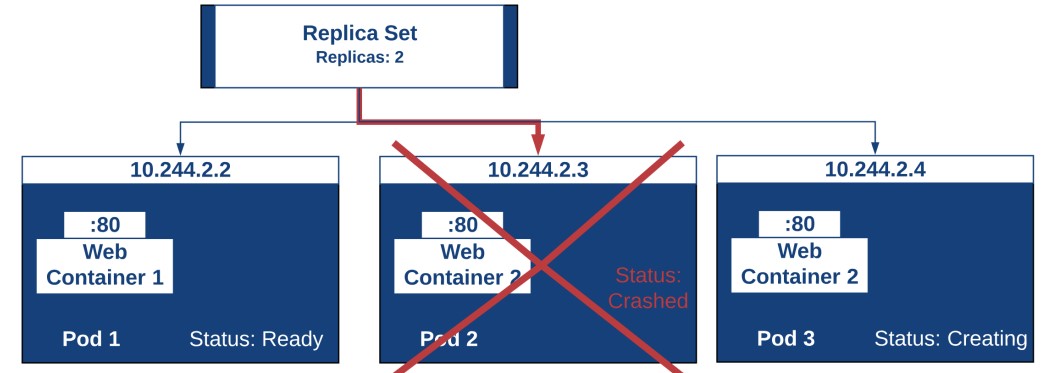 Replica Set
Replicas: 2
10.244.2.2
:80
Web
Container 1
Pod 1
Status: Ready
10.244.2.3
:80
Web
Container 2
Status:
Crashed
Pod 2
10.244.2.4
:80
Web
Container 2
Pod 3
Status: Creating